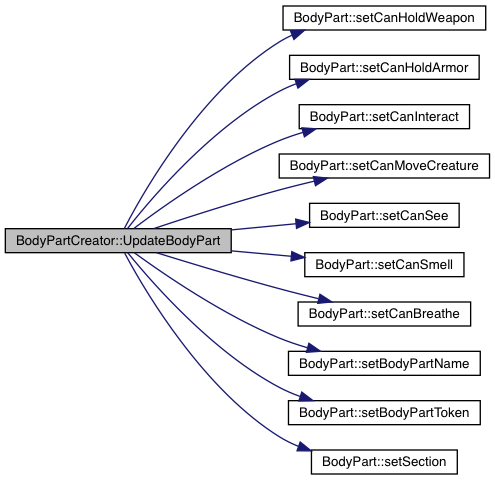 BodyPartCreator::UpdateBodyPart
BodyPart::setCanHoldWeapon
BodyPart::setCanHoldArmor
BodyPart::setCanInteract
BodyPart::setCanMoveCreature
BodyPart::setCanSee
BodyPart::setCanSmell
BodyPart::setCanBreathe
BodyPart::setBodyPartName
BodyPart::setBodyPartToken
BodyPart::setSection